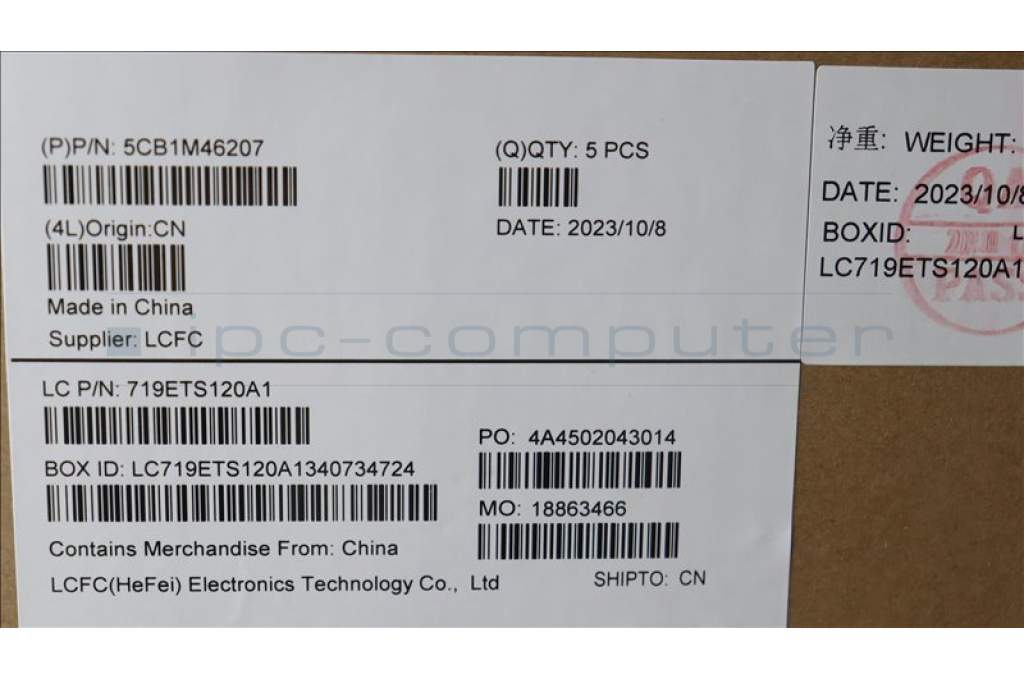 (P)P/N: 5CB1M46207
(Q)QTY: 5 PCS
(4L)Origin:CN
DATE: 2023/10/8
Made in China
Supplier: LCFC
ipc-computer
LC P/N: 719ETS120A1
PO: 4A4502043014
BOX ID: LC719ETS120A1340734724
MO: 18863466
Contains Merchandise From: China
LCFC(HeFei) Electronics Technology Co., Ltd
SHIPTO: CN
净重: WEIGHT:
DATE: 2023/10/8
BOXID:
LC719ETS120A1
QA
PASS